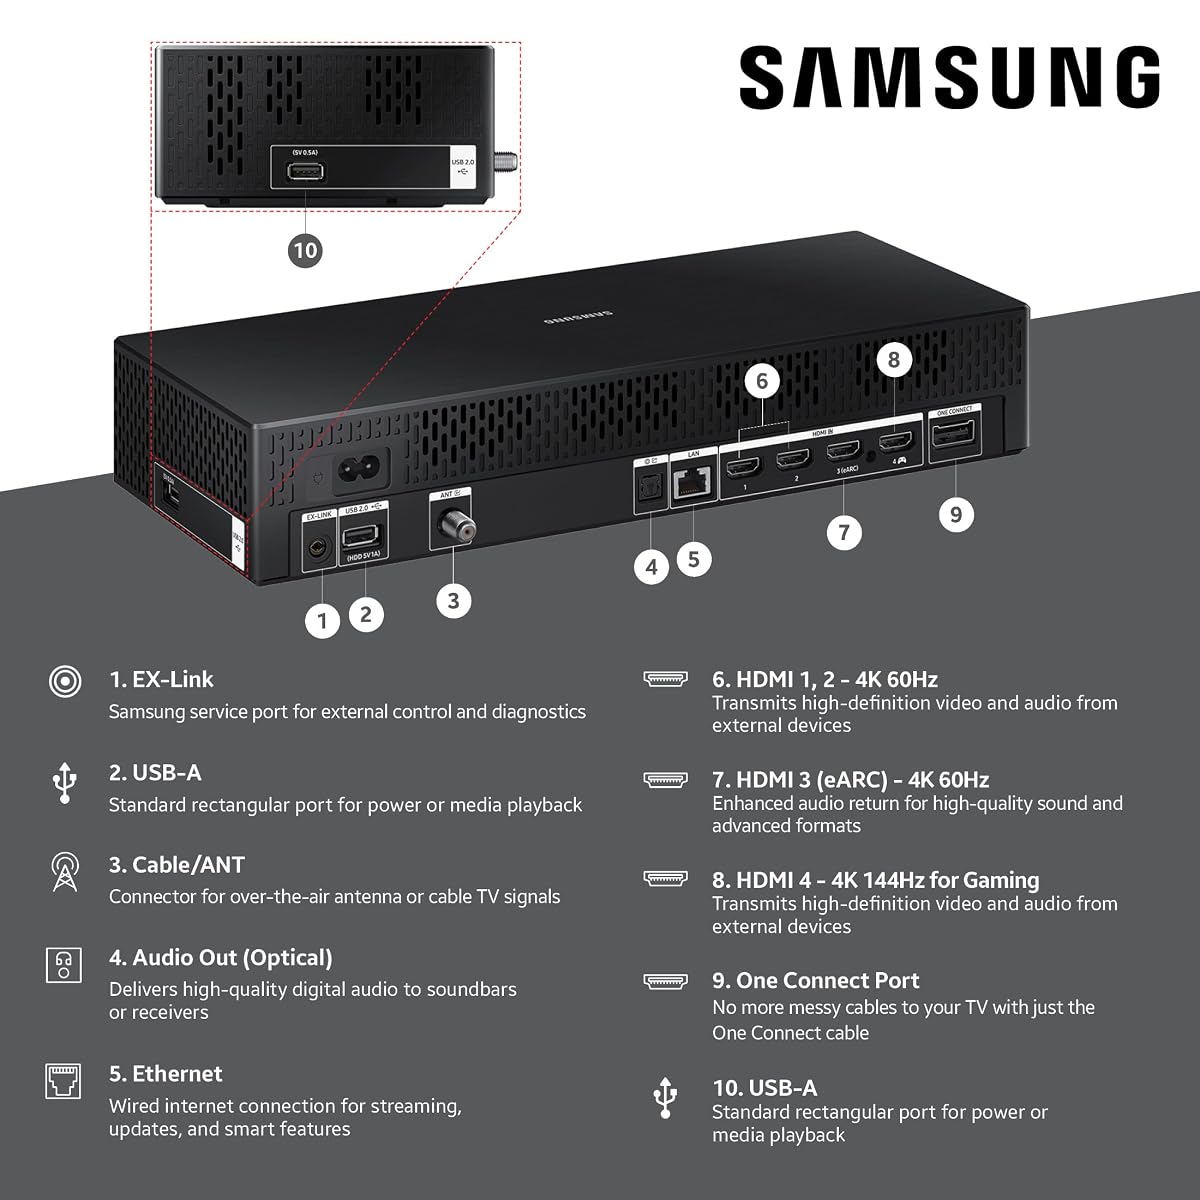 SAMSUNG
(5V 0.5A)
USB 2.0
10
SAMSUNG
8
6
ONE CONNECT
HDMI IN
LAN
1
2
3 (eARC)
4
5V 0.5A
USB 2.0
EX-LINK
USB 2.0
(HDD 5V 1A)
ANT IN
9
7
5
4
3
2
1
1. EX-Link
Samsung service port for external control and diagnostics
2. USB-A
Standard rectangular port for power or media playback
3. Cable/ANT
Connector for over-the-air antenna or cable TV signals
4. Audio Out (Optical)
Delivers high-quality digital audio to soundbars
or receivers
5. Ethernet
Wired internet connection for streaming,
updates, and smart features
6. HDMI 1, 2 - 4K 60Hz
Transmits high-definition video and audio from
external devices
7. HDMI 3 (eARC) - 4K 60Hz
Enhanced audio return for high-quality sound and
advanced formats
8. HDMI 4 - 4K 144Hz for Gaming
Transmits high-definition video and audio from
external devices
9. One Connect Port
No more messy cables to your TV with just the
One Connect cable
10. USB-A
Standard rectangular port for power or
media playback